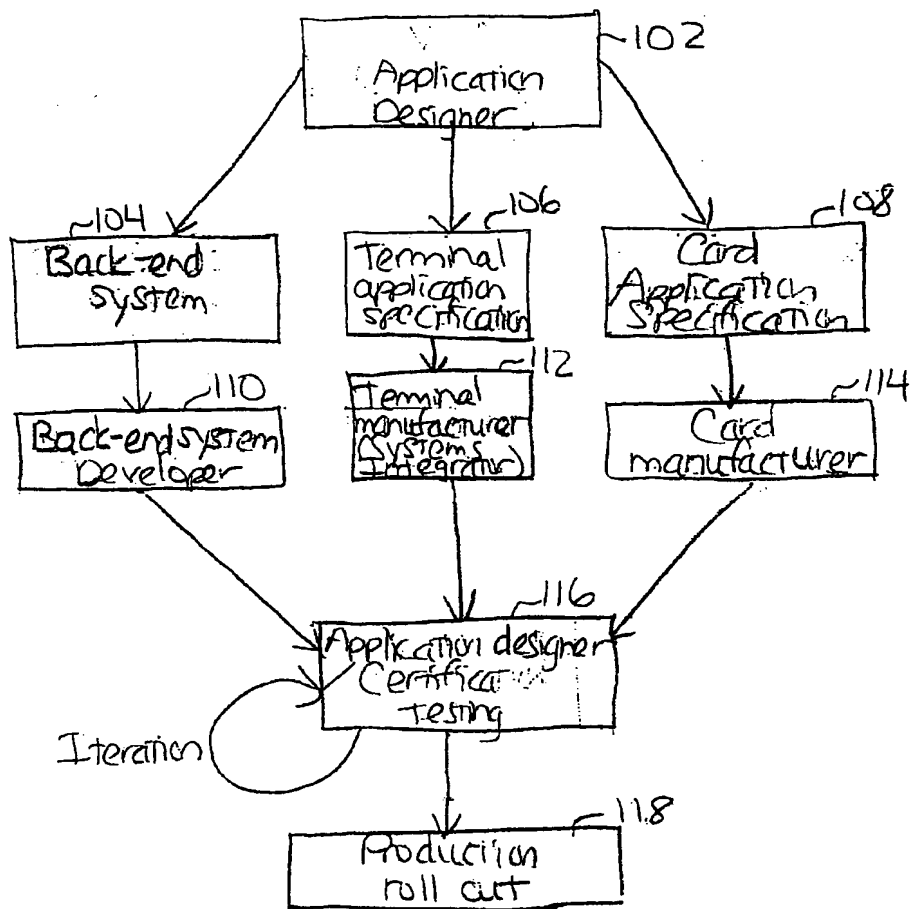 102
Application
Designer
104
Back-end
system
106
Terminal
application
specification
108
Card
Application
Specification
110
Back-end system
Developer
112
Terminal
manufacturer
(Systems
Integrator)
114
Card
manufacturer
116
Application designer
Testing
Iteration
118
Production
roll out